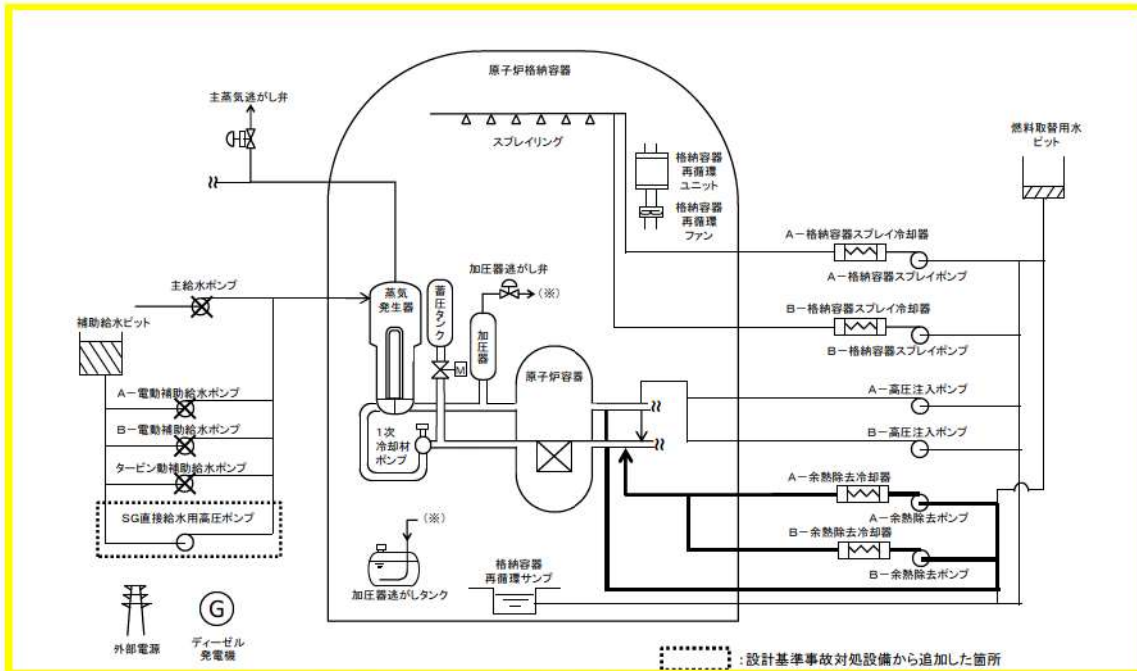 原子炉格納容器
主蒸気逃がし弁
スプレイリング
格納容器
再循環
ユニット
格納容器
再循環
ファン
燃料取替用水
ピット
A－格納容器スプレイ冷却器
A－格納容器スプレイポンプ
加圧器逃がし弁
(※)
主給水ポンプ
蒸気
発生器
蓄圧タンク
加圧器
M
補助給水ピット
B－格納容器スプレイ冷却器
B－格納容器スプレイポンプ
原子炉容器
A－電動補助給水ポンプ
B－電動補助給水ポンプ
タービン動補助給水ポンプ
SG直接給水用高圧ポンプ
1次
冷却材
ポンプ
A－高圧注入ポンプ
B－高圧注入ポンプ
A－余熱除去冷却器
A－余熱除去ポンプ
B－余熱除去冷却器
B－余熱除去ポンプ
(※)
加圧器逃がしタンク
格納容器
再循環サンプ
外部電源
G
ディーゼル
発電機
：設計基準事故対処設備から追加した箇所